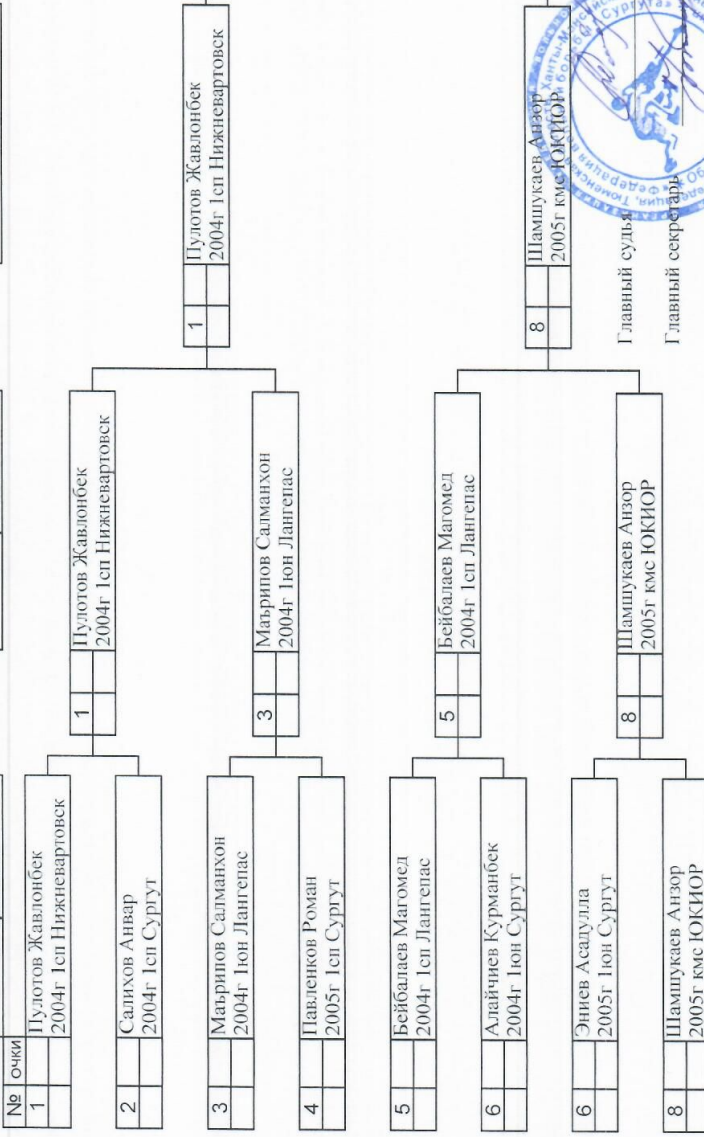 № очки
1 Пулотов Жавлонбек
2004г 1сп Нижневартовск
2 Салихов Анвар
2004г 1сп Сургут
3 Маърипов Салманхон
2004г 1юн Лангепас
4 Павленков Роман
2005г 1сп Сургут
5 Бейбалаев Магомед
2004г 1сп Лангепас
6 Алайчиев Курманбек
2004г 1юн Сургут
6 Эниев Асадулла
2005г 1юн Сургут
8 Шамшукаев Анзор
2005г кмс ЮКИОР
1 Пулотов Жавлонбек
2004г 1сп Нижневартовск
3 Маърипов Салманхон
2004г 1юн Лангепас
5 Бейбалаев Магомед
2004г 1сп Лангепас
8 Шамшукаев Анзор
2005г кмс ЮКИОР
1 Пулотов Жавлонбек
2004г 1сп Нижневартовск
8 Шамшукаев Анзор
2005г кмс ЮКИОР
Главный судья
Главный секретарь